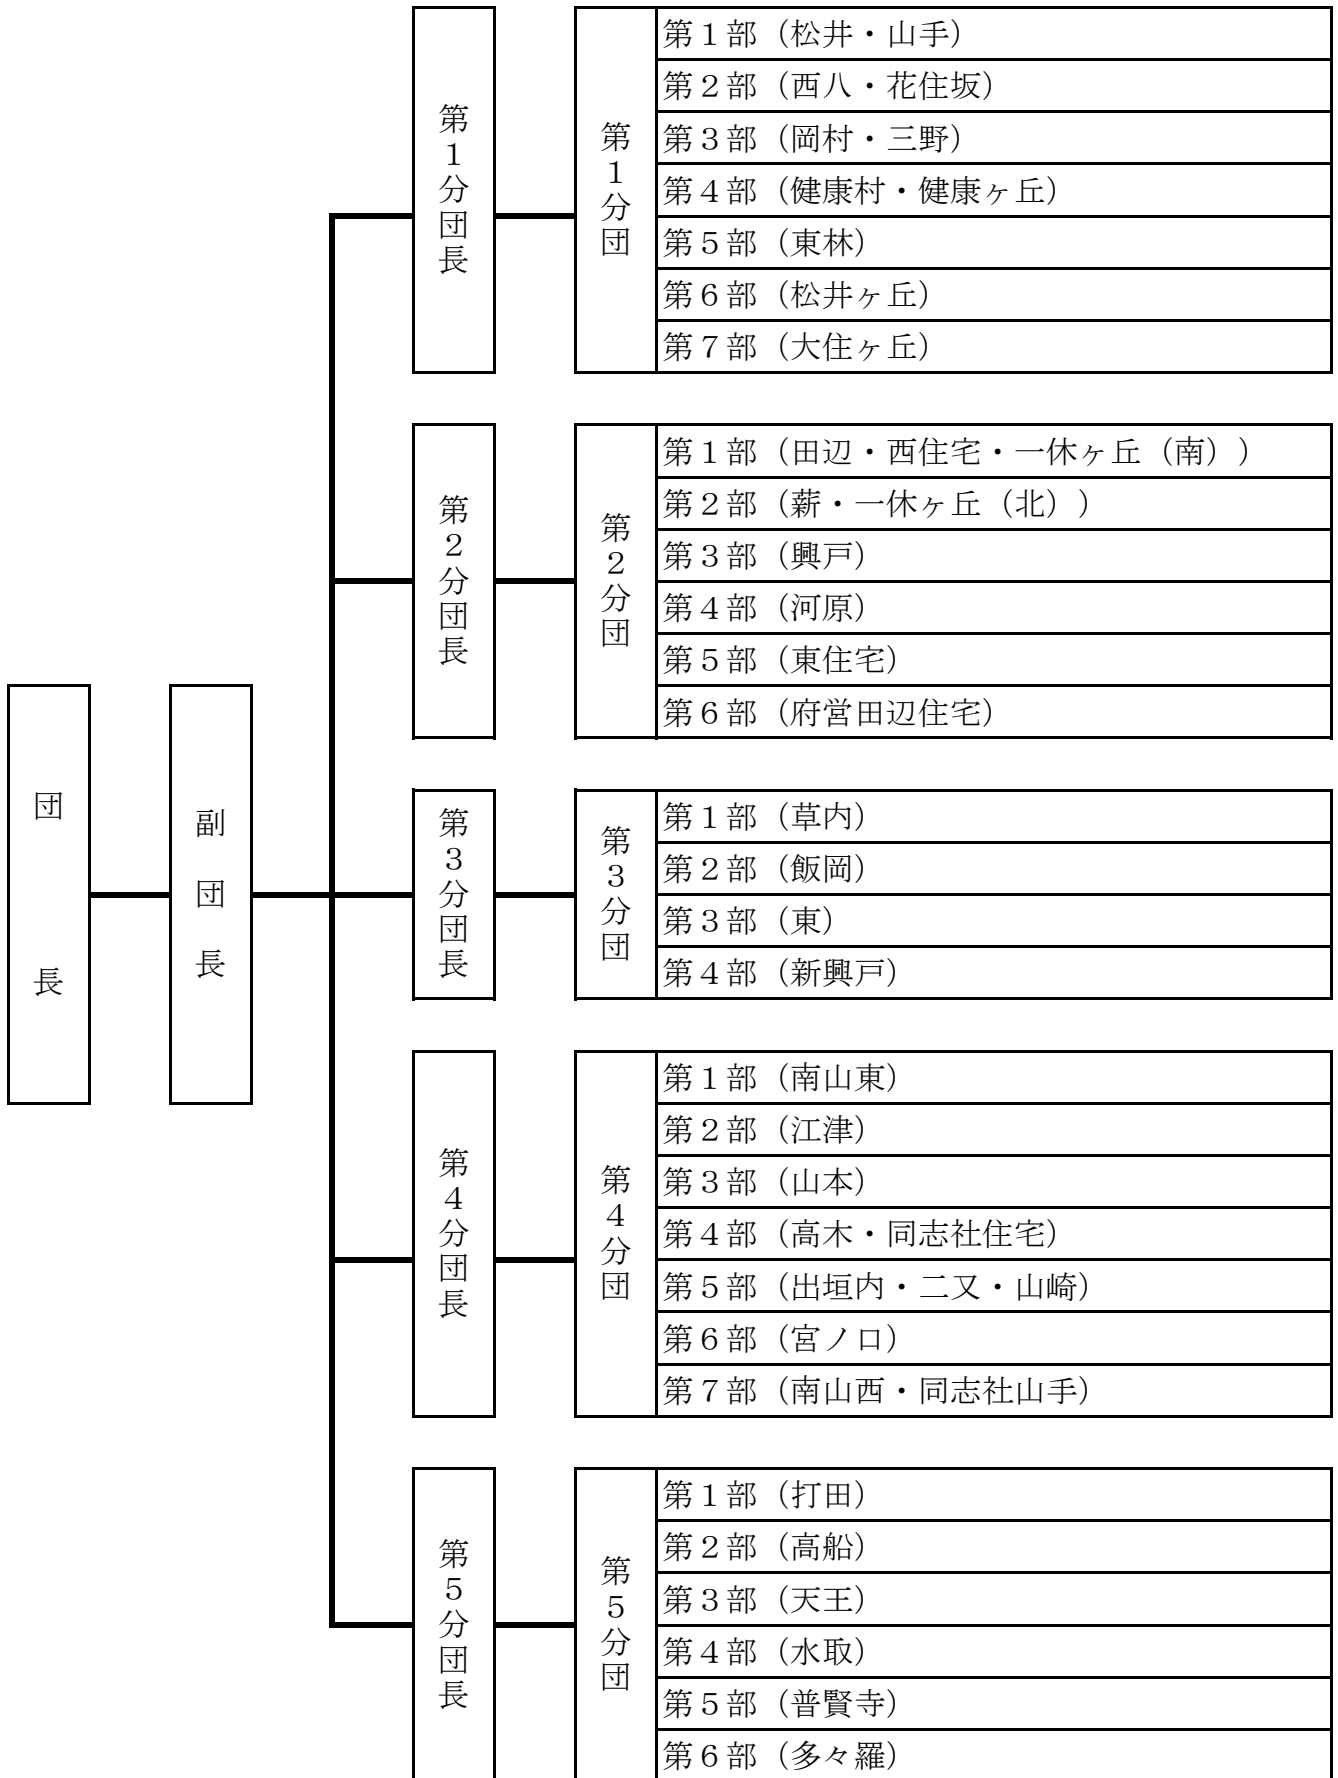 団長
副団長
第１分団長
第１分団
第１部（松井・山手）
第２部（西八・花住坂）
第３部（岡村・三野）
第４部（健康村・健康ヶ丘）
第５部（東林）
第６部（松井ヶ丘）
第７部（大住ヶ丘）
第２分団長
第２分団
第１部（田辺・西住宅・一休ヶ丘（南））
第２部（薪・一休ヶ丘（北））
第３部（興戸）
第４部（河原）
第５部（東住宅）
第６部（府営田辺住宅）
第３分団長
第３分団
第１部（草内）
第２部（飯岡）
第３部（東）
第４部（新興戸）
第４分団長
第４分団
第１部（南山東）
第２部（江津）
第３部（山本）
第４部（高木・同志社住宅）
第５部（出垣内・二又・山崎）
第６部（宮ノ口）
第７部（南山西・同志社山手）
第５分団長
第５分団
第１部（打田）
第２部（高船）
第３部（天王）
第４部（水取）
第５部（普賢寺）
第６部（多々羅）